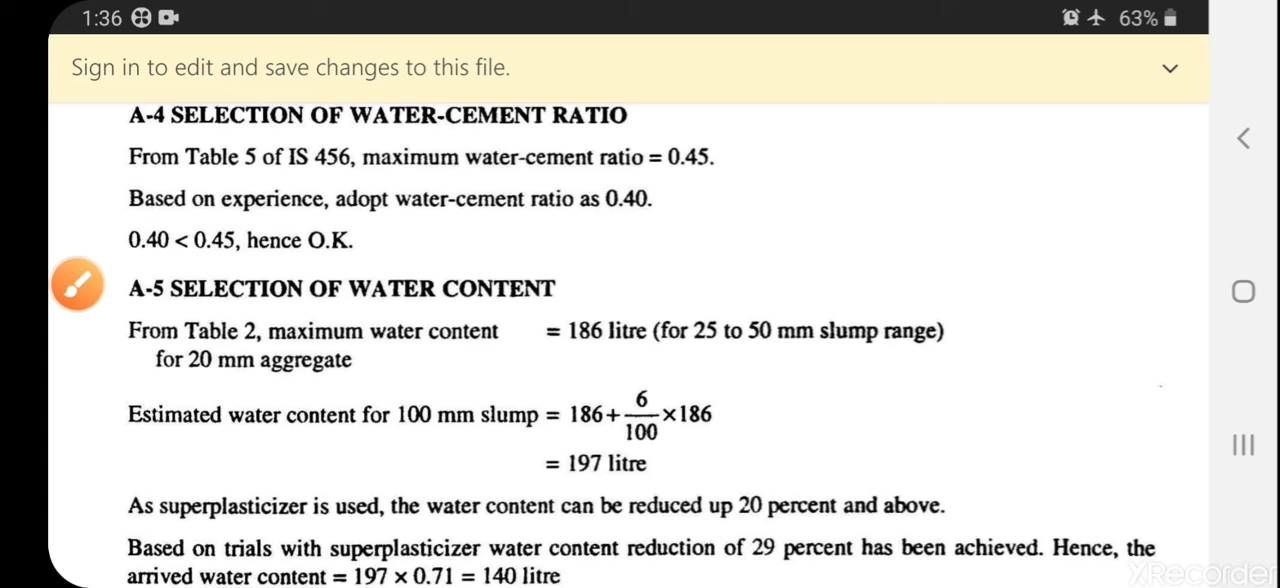 1:36
63%
Sign in to edit and save changes to this file.
A-4 SELECTION OF WATER-CEMENT RATIO
From Table 5 of IS 456, maximum water-cement ratio = 0.45.
Based on experience, adopt water-cement ratio as 0.40.
0.40 < 0.45, hence O.K.
A-5 SELECTION OF WATER CONTENT
From Table 2, maximum water content = 186 litre (for 25 to 50 mm slump range)
for 20 mm aggregate
Estimated water content for 100 mm slump = 186+ 6/100 ×186
= 197 litre
As superplasticizer is used, the water content can be reduced up 20 percent and above.
Based on trials with superplasticizer water content reduction of 29 percent has been achieved. Hence, the
arrived water content = 197 × 0.71 = 140 litre
XRecorder